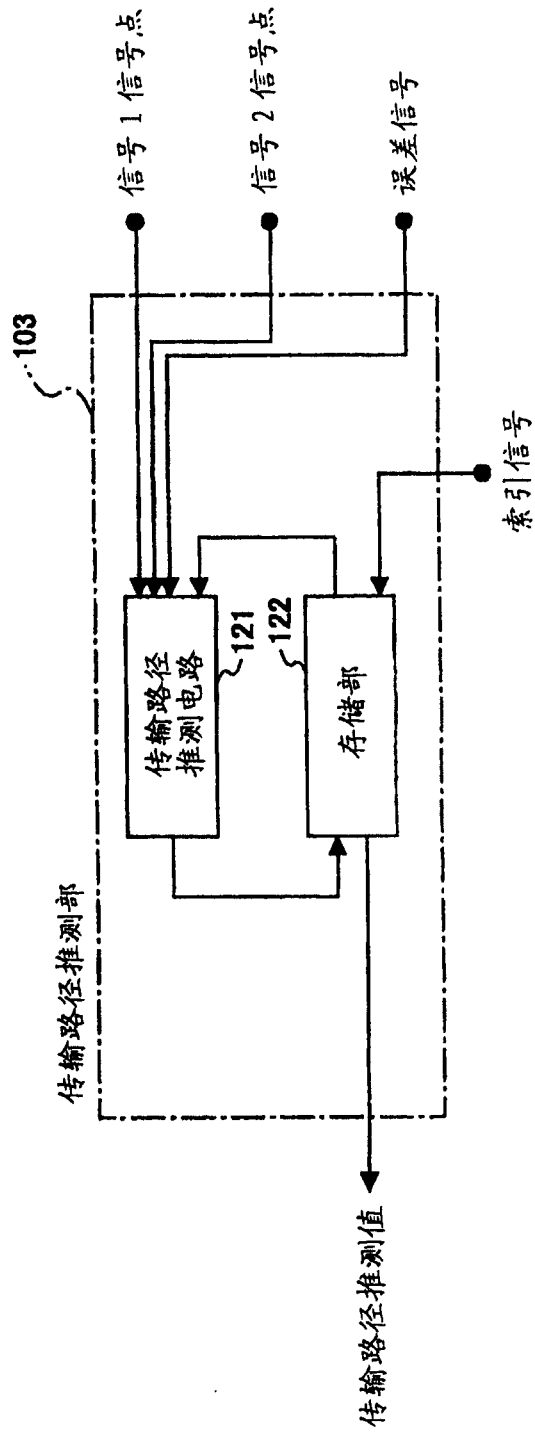 传输路径推测部
103
信号1信号点
信号2信号点
误差信号
传输路径
推测电路
121
122
存储部
索引信号
传输路径推测值